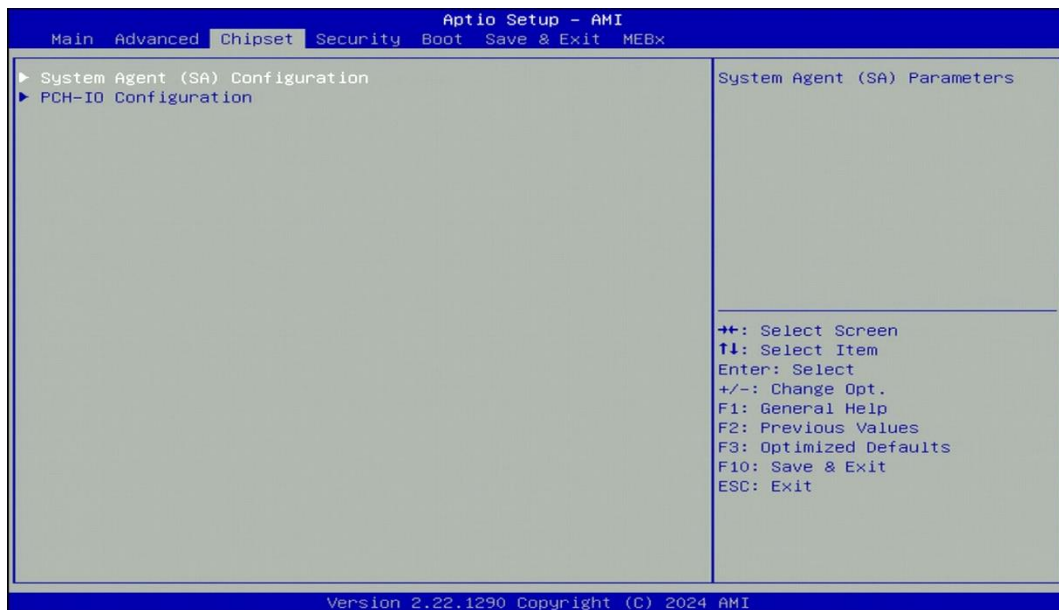 Aptio Setup – AMI
Main Advanced Chipset Security Boot Save & Exit MEBx
▶ System Agent (SA) Configuration
▶ PCH-IO Configuration
System Agent (SA) Parameters
→←: Select Screen
↑↓: Select Item
Enter: Select
+/-: Change Opt.
F1: General Help
F2: Previous Values
F3: Optimized Defaults
F10: Save & Exit
ESC: Exit
Version 2.22.1290 Copyright (C) 2024 AMI